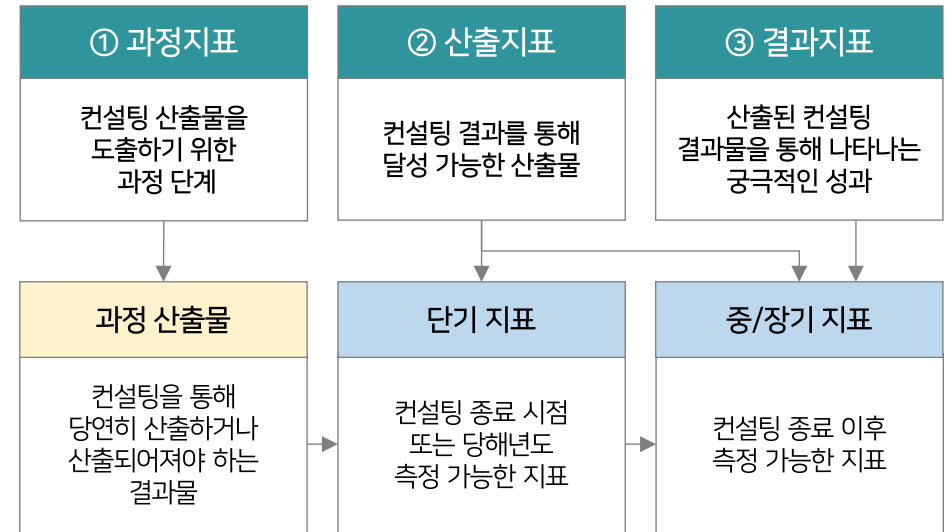 ① 과정지표
② 산출지표
③ 결과지표
컨설팅 산출물을
도출하기 위한
과정 단계
컨설팅 결과를 통해
달성 가능한 산출물
산출된 컨설팅
결과물을 통해 나타나는
궁극적인 성과
과정 산출물
단기 지표
중/장기 지표
컨설팅을 통해
당연히 산출하거나
산출되어져야 하는
결과물
컨설팅 종료 시점
또는 당해년도
측정 가능한 지표
컨설팅 종료 이후
측정 가능한 지표